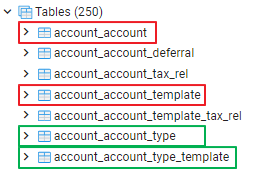 Tables (250)
account_account
account_account_deferral
account_account_tax_rel
account_account_template
account_account_template_tax_rel
account_account_type
account_account_type_template